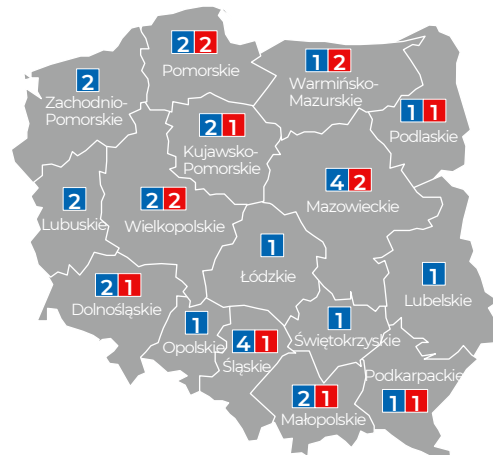 2 2
Pomorskie
1 2
Warmińsko-
Mazurskie
2
Zachodnio-
Pomorskie
1 1
Podlaskie
2 1
Kujawsko-
Pomorskie
4 2
Mazowieckie
2
Lubuskie
2 2
Wielkopolskie
1
Łódzkie
1
Lubelskie
2 1
Dolnośląskie
1
Opolskie
4 1
Śląskie
1
Świętokrzyskie
Podkarpackie
1 1
2 1
Małopolskie